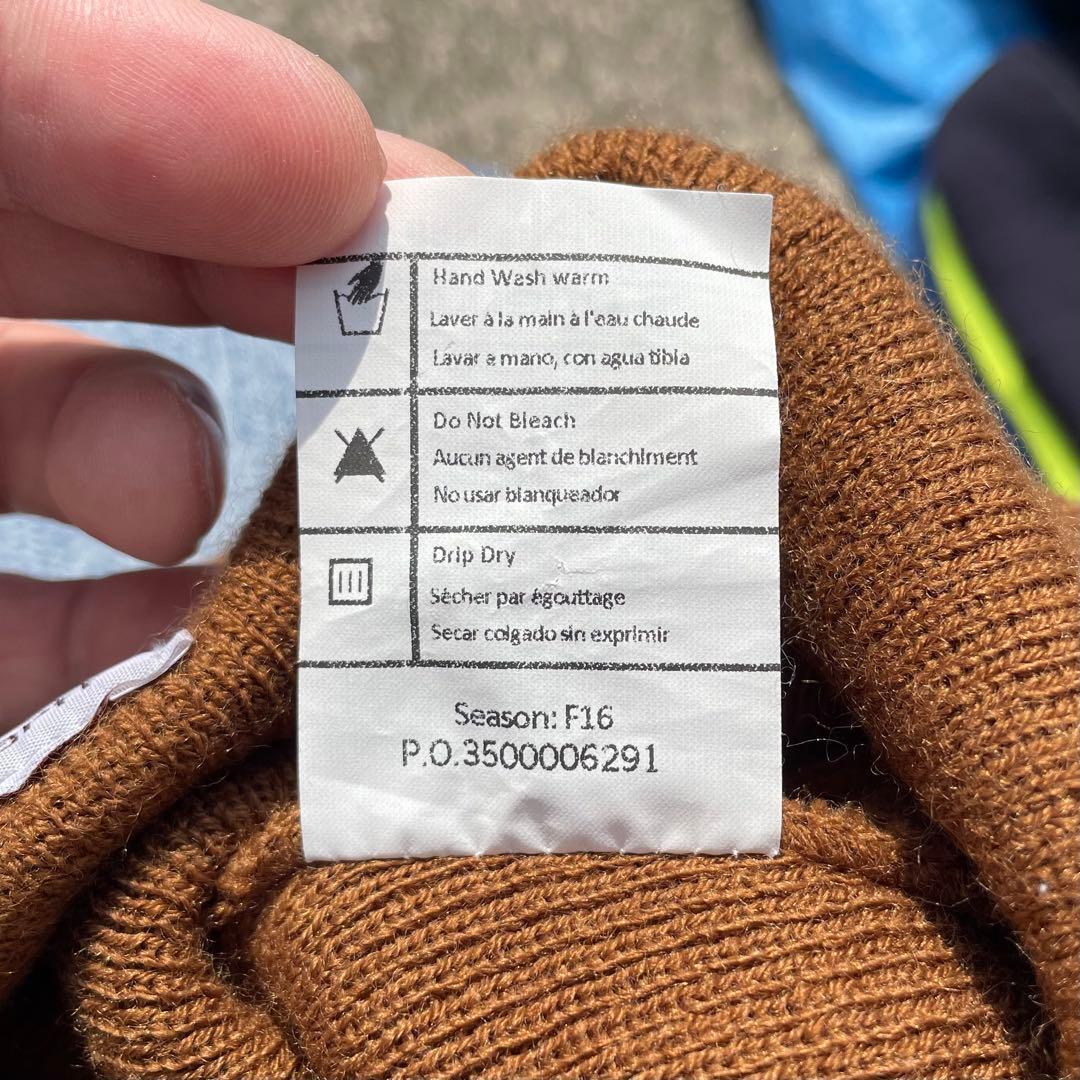 Hand Wash warm
Laver à la main à l'eau chaude
Lavar a mano, con agua tibia
Do Not Bleach
Aucun agent de blanchiment
No usar blanqueador
Drip Dry
Sécher par égouttage
Secar colgado sin exprimir
Season: F16
P.O.3500006291